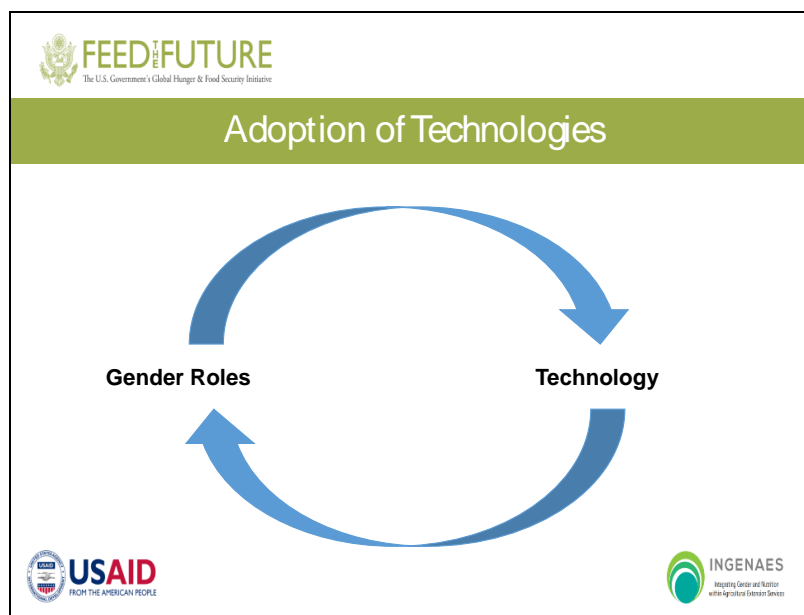 FEED THE FUTURE
The U.S. Government's Global Hunger & Food Security Initiative
Adoption of Technologies
Gender Roles
Technology
USAID
FROM THE AMERICAN PEOPLE
INGENAES
Integrating Gender and Nutrition
within Agricultural Extension Services